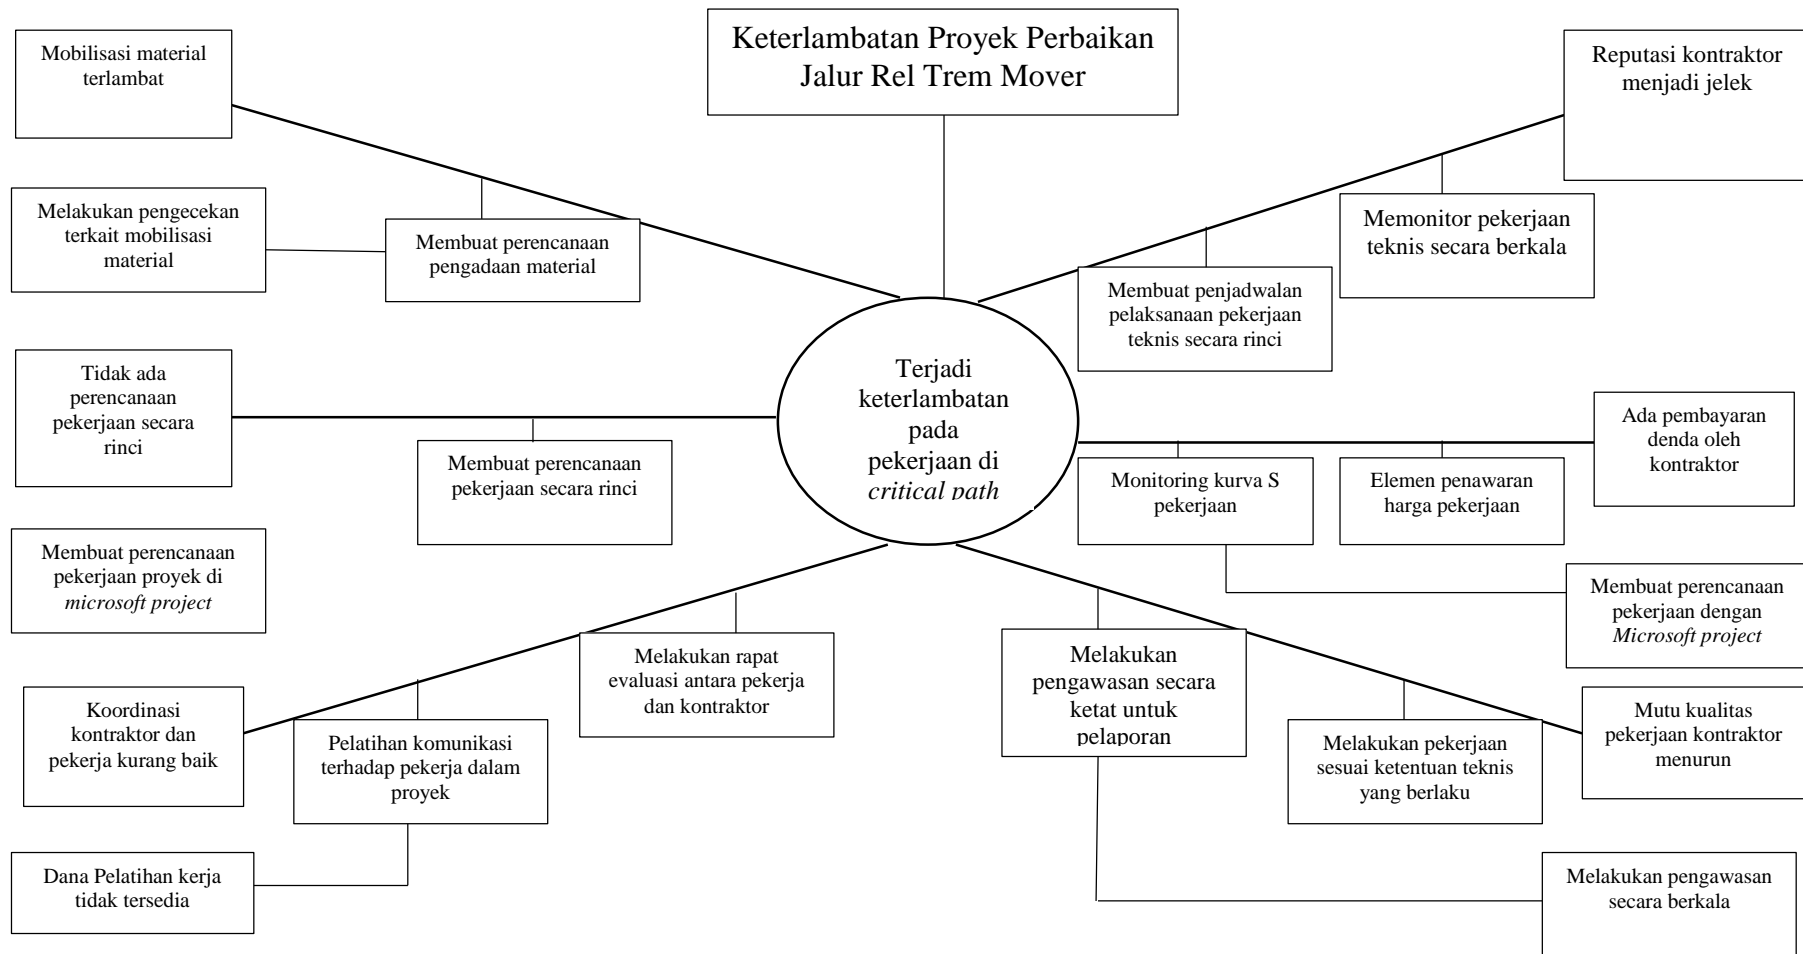 Keterlambatan Proyek Perbaikan
Jalur Rel Trem Mover
Mobilisasi material
terlambat
Reputasi kontraktor
menjadi jelek
Melakukan pengecekan
terkait mobilisasi
material
Membuat perencanaan
pengadaan material
Memonitor pekerjaan
teknis secara berkala
Membuat penjadwalan
pelaksanaan pekerjaan
teknis secara rinci
Tidak ada
perencanaan
pekerjaan secara
rinci
Membuat perencanaan
pekerjaan secara rinci
Terjadi
keterlambatan
pada
pekerjaan di
critical path
Monitoring kurva S
pekerjaan
Elemen penawaran
harga pekerjaan
Ada pembayaran
denda oleh
kontraktor
Membuat perencanaan
pekerjaan proyek di
microsoft project
Membuat perencanaan
pekerjaan dengan
Microsoft project
Melakukan rapat
evaluasi antara pekerja
dan kontraktor
Melakukan
pengawasan secara
ketat untuk
pelaporan
Koordinasi
kontraktor dan
pekerja kurang baik
Pelatihan komunikasi
terhadap pekerja dalam
proyek
Melakukan pekerjaan
sesuai ketentuan teknis
yang berlaku
Mutu kualitas
pekerjaan kontraktor
menurun
Dana Pelatihan kerja
tidak tersedia
Melakukan pengawasan
secara berkala